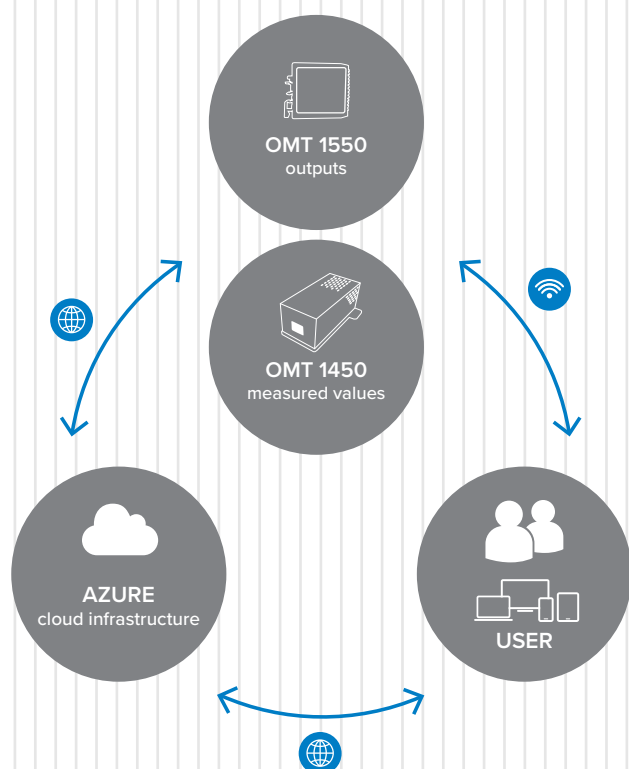 OMT 1550
outputs
OMT 1450
measured values
AZURE
cloud infrastructure
USER